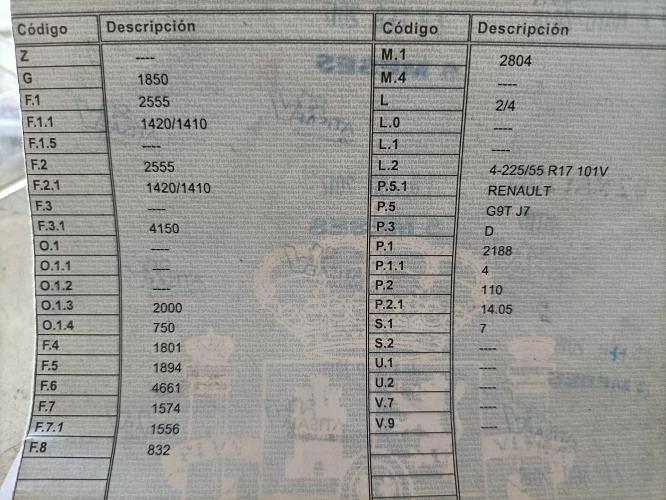 Código Descripción
Z ----
G 1850
F.1 2555
F.1.1 1420/1410
F.1.5 ----
F.2 2555
F.2.1 1420/1410
F.3 ----
F.3.1 4150
O.1 ----
O.1.1 ----
O.1.2 ----
O.1.3 2000
O.1.4 750
F.4 1801
F.5 1894
F.6 4661
F.7 1574
F.7.1 1556
F.8 832
Código Descripción
M.1 2804
M.4 ----
L 2/4
L.0 ----
L.1 ----
L.2 4-225/55 R17 101V
P.5.1 RENAULT
P.5 G9T J7
P.3 D
P.1 2188
P.1.1 4
P.2 110
P.2.1 14.05
S.1 7
S.2 ----
U.1 ----
U.2 ----
V.7 ----
V.9 ----